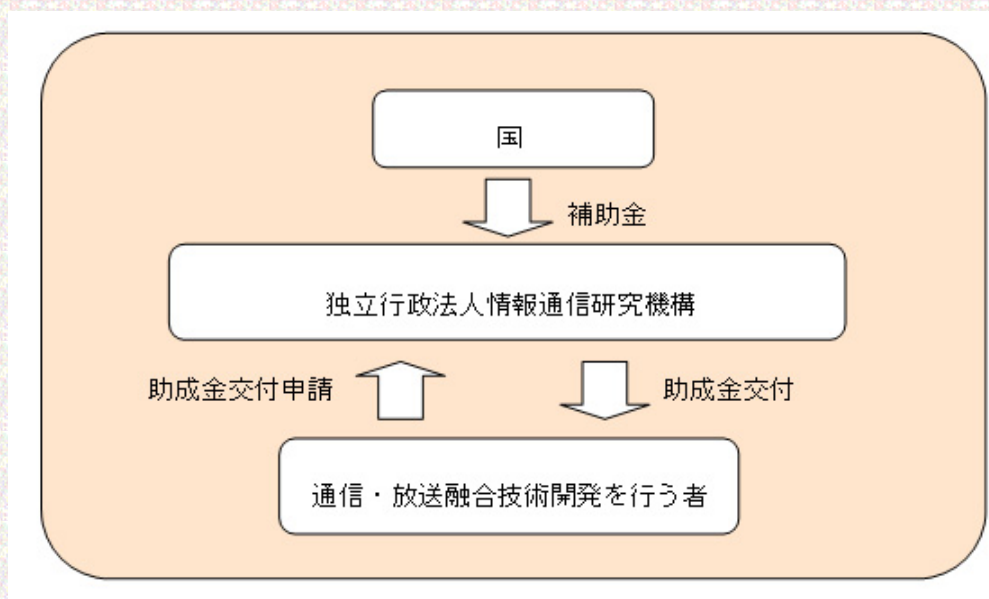 国
補助金
独立行政法人情報通信研究機構
助成金交付申請
助成金交付
通信・放送融合技術開発を行う者